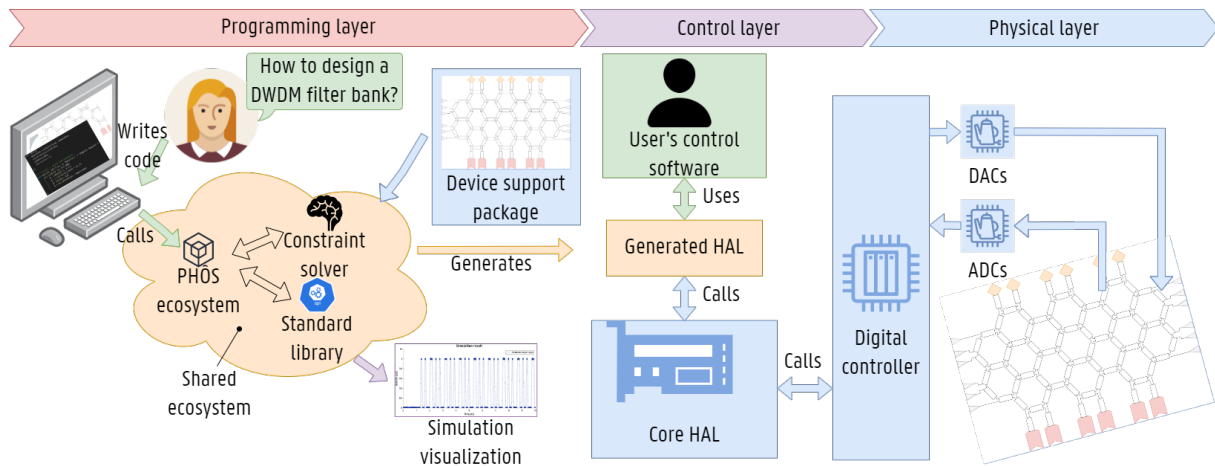 Programming layer
Control layer
Physical layer
How to design a
DWDM filter bank?
Writes
code
Calls
PHÔS
ecosystem
Constraint
solver
Standard
library
Shared
ecosystem
Device support
package
Generates
Simulation
visualization
User's control
software
Uses
Generated HAL
Calls
Core HAL
Calls
Digital
controller
DACs
ADCs